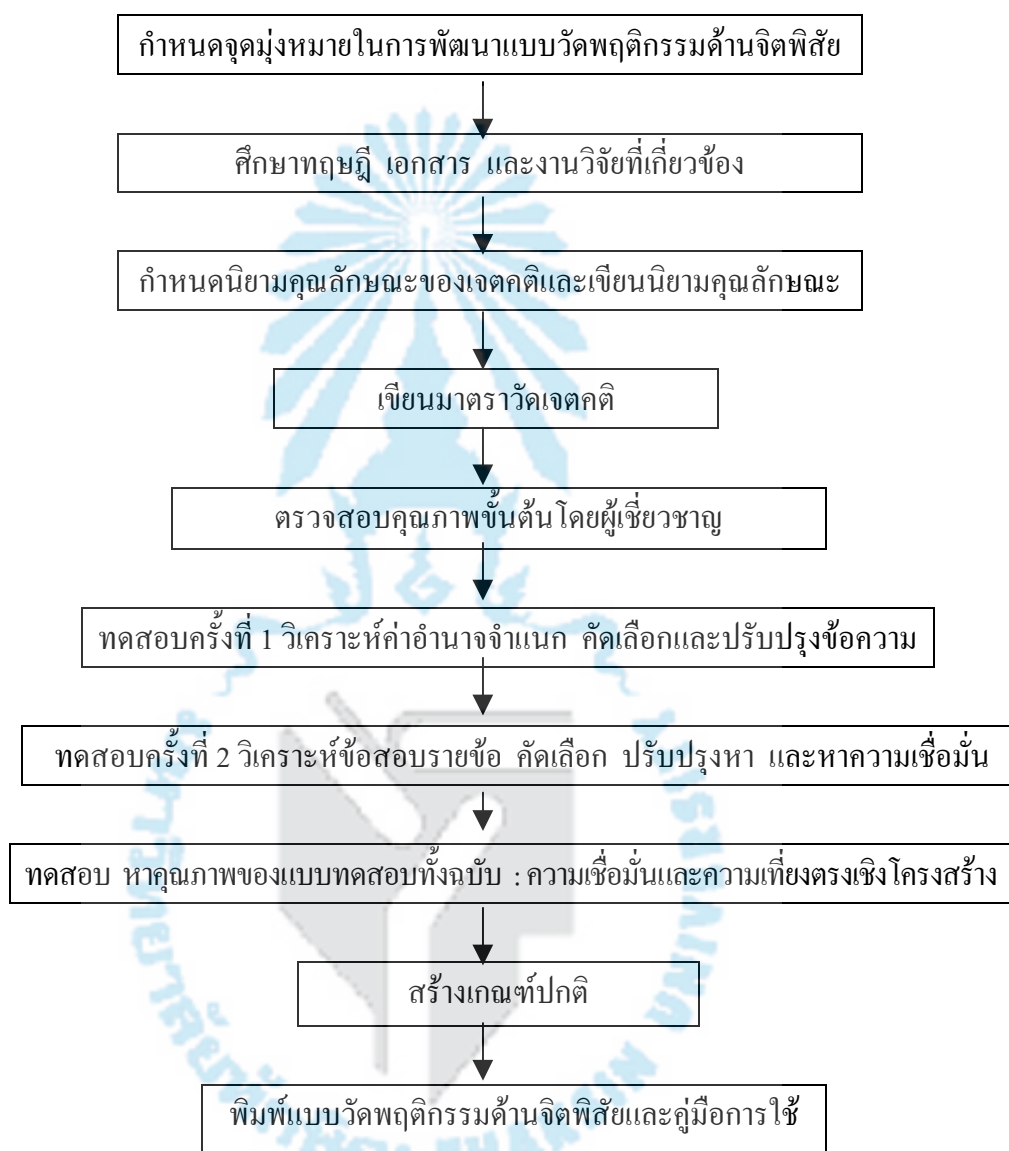 กำหนดจุดมุ่งหมายในการพัฒนาแบบวัดพฤติกรรมด้านจิตพิสัย
ศึกษาทฤษฎี เอกสาร และงานวิจัยที่เกี่ยวข้อง
กำหนดนิยามคุณลักษณะของเจตคติและเขียนนิยามคุณลักษณะ
เขียนมาตราวัดเจตคติ
ตรวจสอบคุณภาพขั้นต้นโดยผู้เชี่ยวชาญ
ทดสอบครั้งที่ 1 วิเคราะห์ค่าอำนาจจำแนก คัดเลือกและปรับปรุงข้อความ
ทดสอบครั้งที่ 2 วิเคราะห์ข้อสอบรายข้อ คัดเลือก ปรับปรุงหา และหาความเชื่อมั่น
ทดสอบ หาคุณภาพของแบบทดสอบทั้งฉบับ : ความเชื่อมั่นและความเที่ยงตรงเชิงโครงสร้าง
สร้างเกณฑ์ปกติ
พิมพ์แบบวัดพฤติกรรมด้านจิตพิสัยและคู่มือการใช้